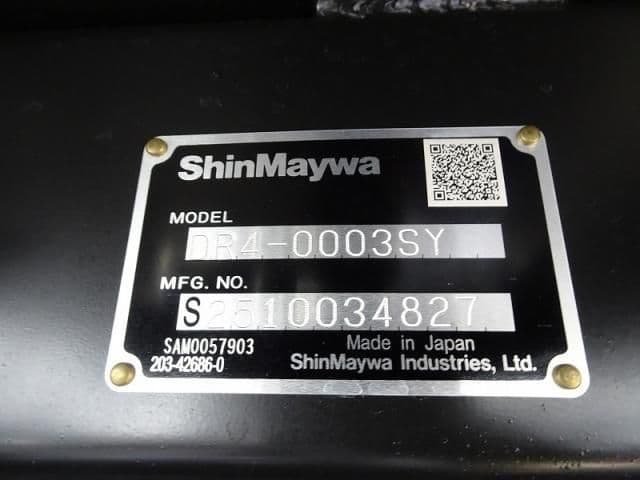 ShinMaywa
MODEL
DR4-0003SY
MFG. NO.
S2510034827
SAM0057903
203-42686-0
Made in Japan
ShinMaywa Industries, Ltd.